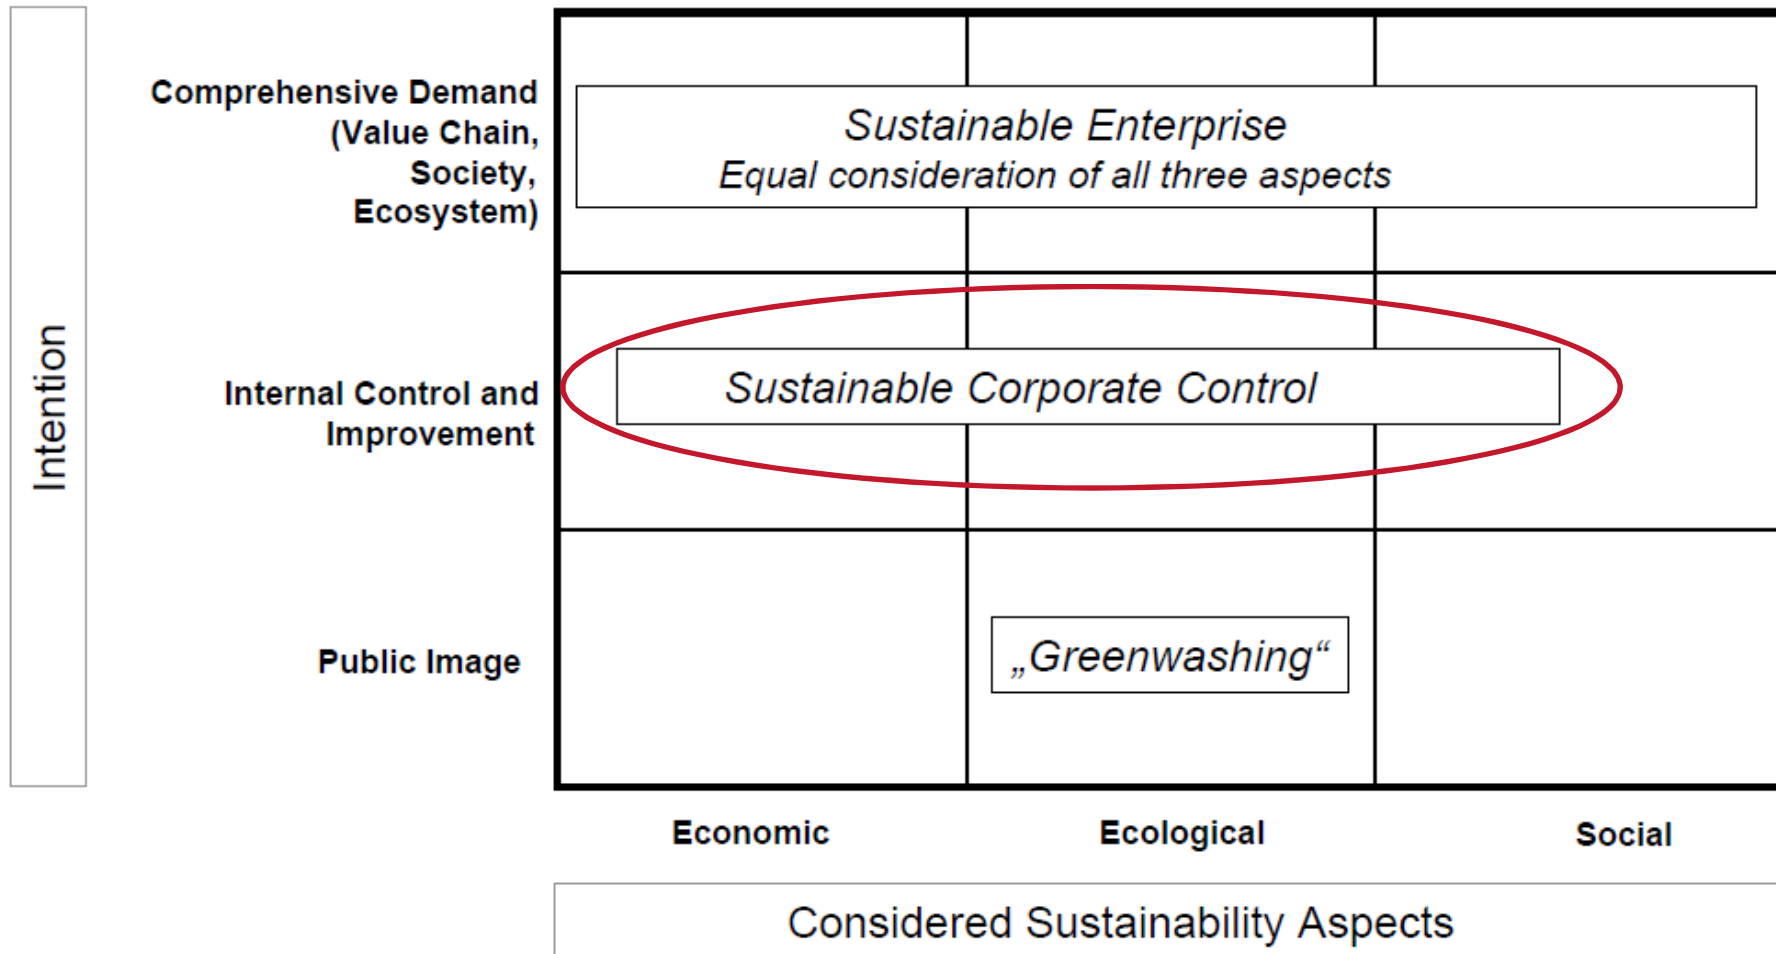 Intention
Comprehensive Demand
(Value Chain,
Society,
Ecosystem)
Sustainable Enterprise
Equal consideration of all three aspects
Internal Control and
Improvement
Sustainable Corporate Control
Public Image
„Greenwashing“
Economic
Ecological
Social
Considered Sustainability Aspects